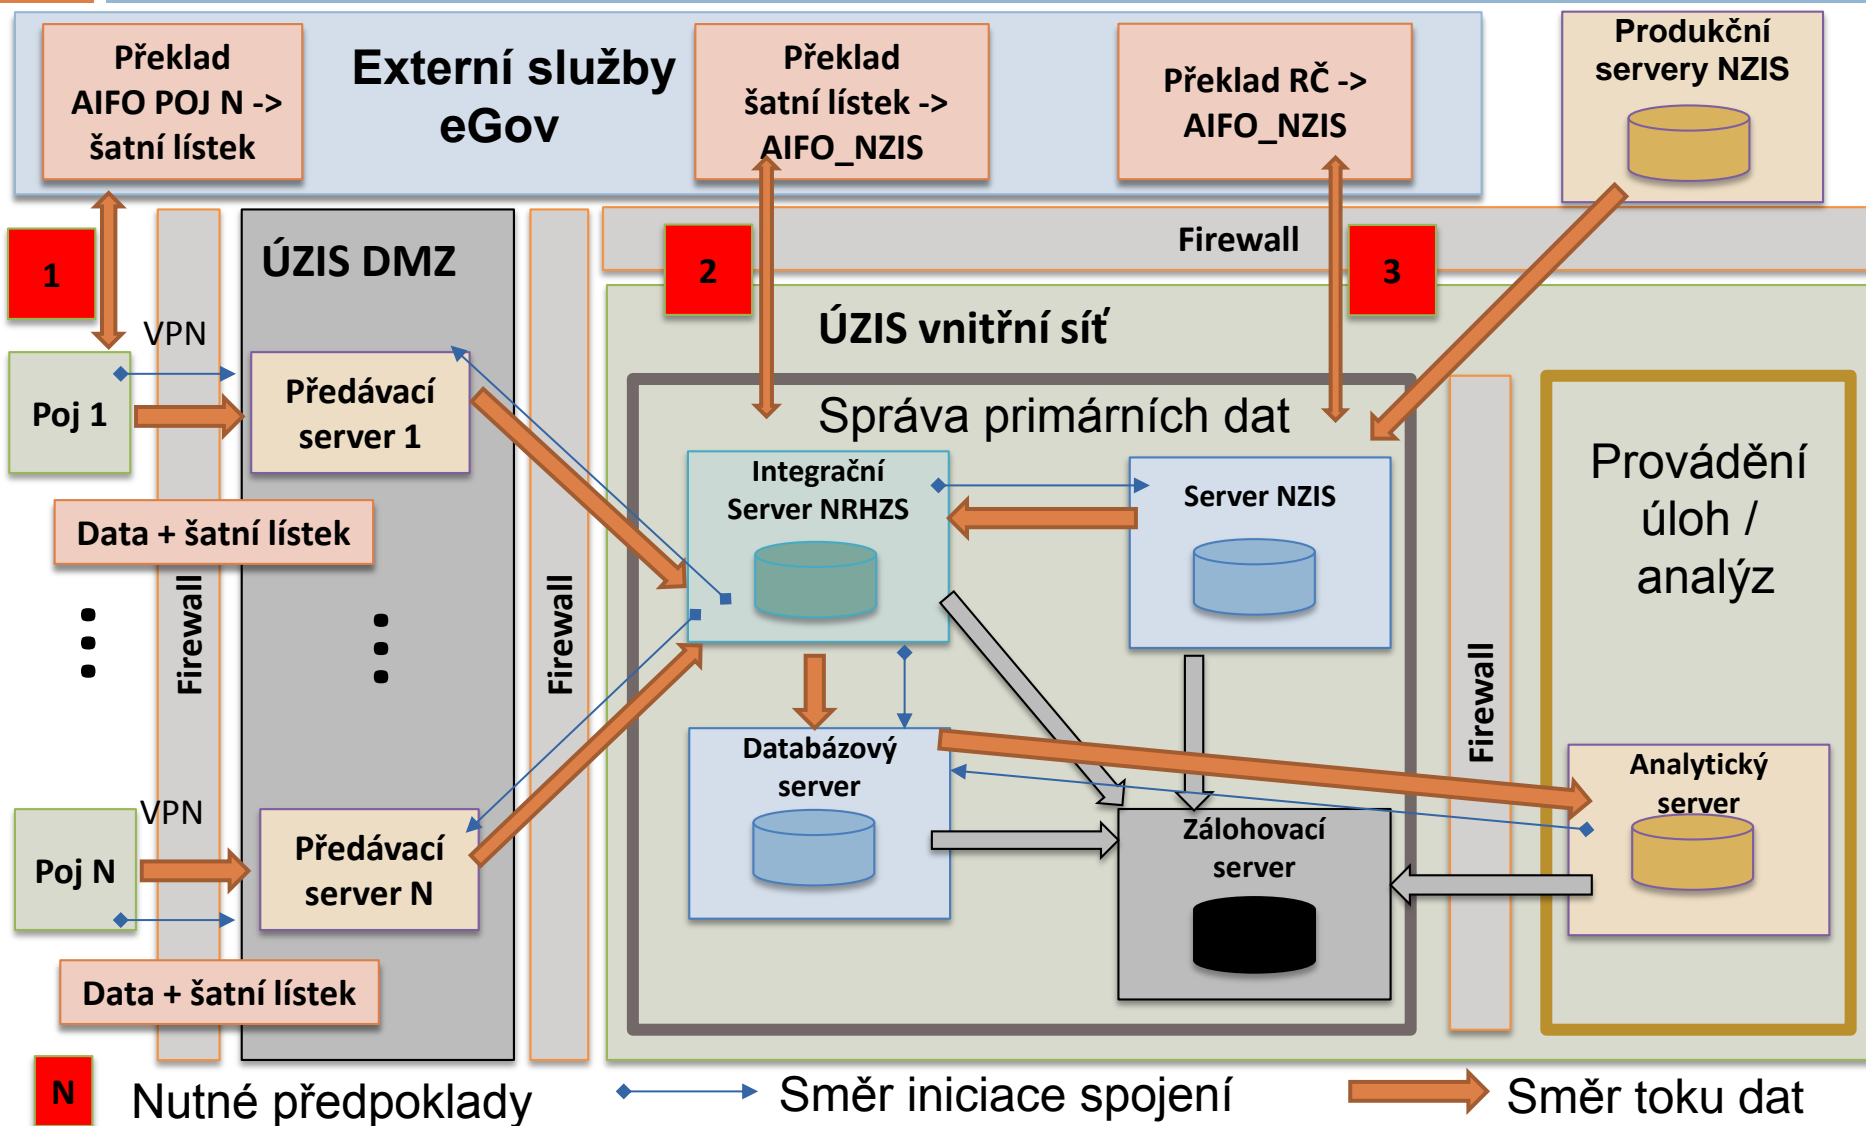 Překlad
AIFO POJ N ->
šatní lístek
Externí služby
eGov
Překlad
šatní lístek ->
AIFO_NZIS
Překlad RČ ->
AIFO_NZIS
Produkční
servery NZIS
1
ÚZIS DMZ
2
Firewall
3
VPN
ÚZIS vnitřní síť
Poj 1
Předávací
server 1
Správa primárních dat
Integrační
Server NRHZS
Server NZIS
Provádění
úloh /
analýz
Data + šatní lístek
Firewall
Firewall
Firewall
Databázový
server
Analytický
server
VPN
Zálohovací
server
Poj N
Předávací
server N
Data + šatní lístek
N
Nutné předpoklady
Směr iniciace spojení
Směr toku dat